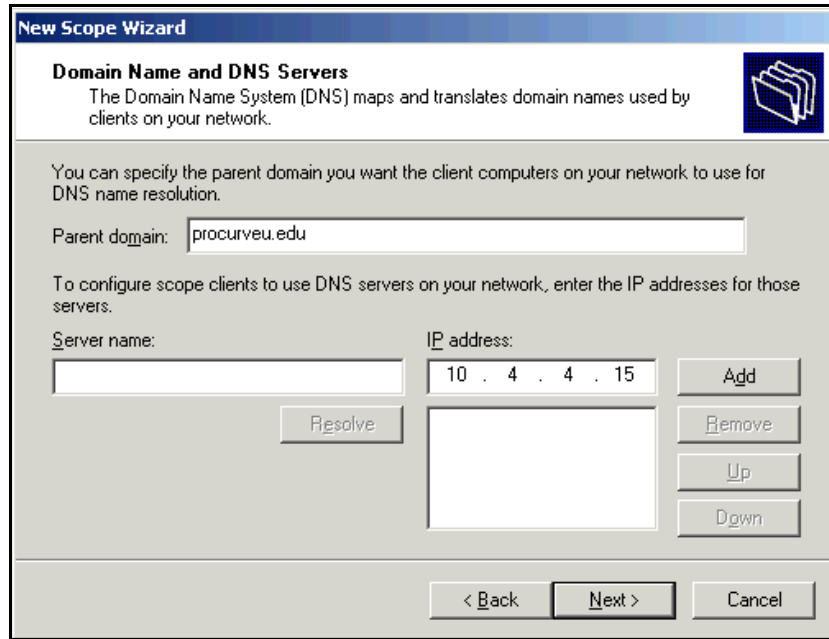 New Scope Wizard
Domain Name and DNS Servers
The Domain Name System (DNS) maps and translates domain names used by
clients on your network.
You can specify the parent domain you want the client computers on your network to use for
DNS name resolution.
Parent domain: procurveu.edu
To configure scope clients to use DNS servers on your network, enter the IP addresses for those
servers.
Server name: IP address:
10 . 4 . 4 . 15 Add
Resolve Remove
Up
Down
< Back Next > Cancel